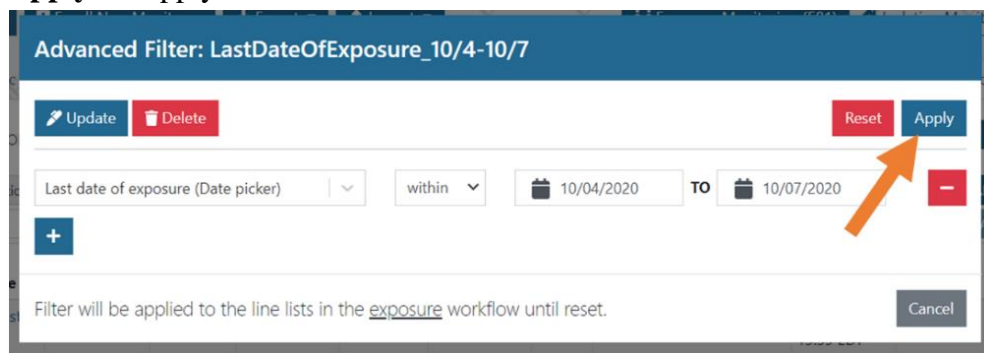 Advanced Filter: LastDateOfExposure_10/4-10/7
Update Delete Reset Apply
Last date of exposure (Date picker) within 10/04/2020 TO 10/07/2020
Filter will be applied to the line lists in the exposure workflow until reset. Cancel